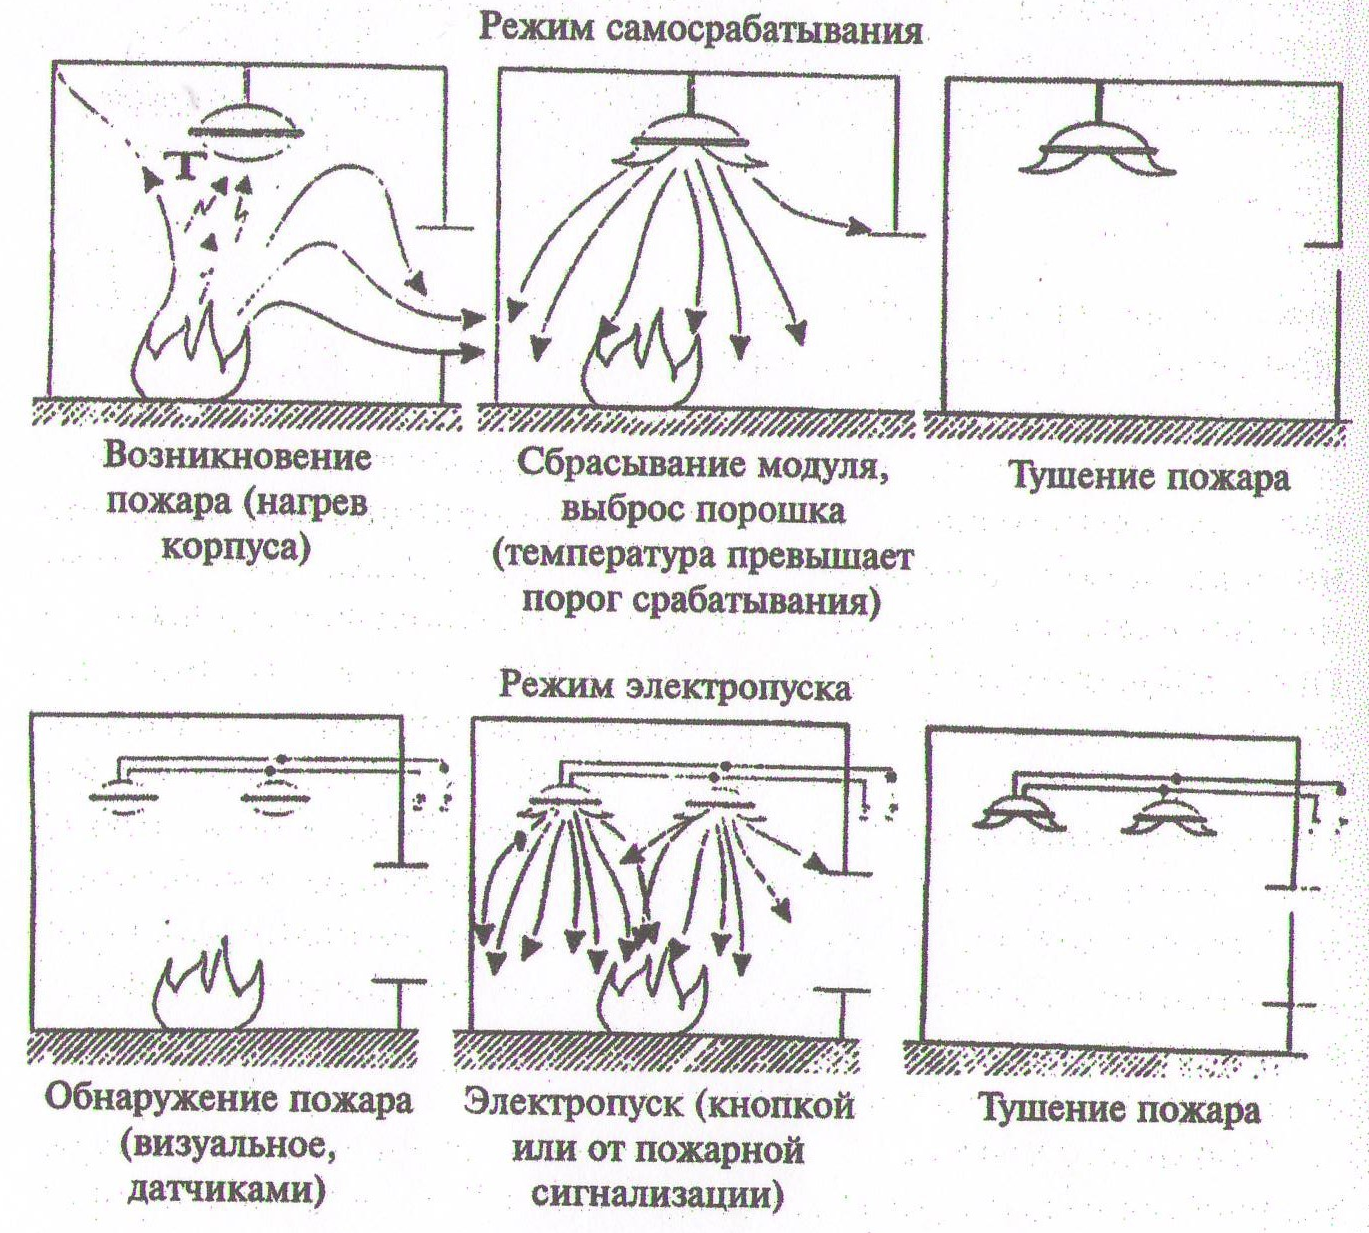 Режим самосрабатывания
Т
Возникновение
пожара (нагрев
корпуса)
Сбрасывание модуля,
выброс порошка
(температура превышает
порог срабатывания)
Тушение пожара
Режим электропуска
Обнаружение пожара
(визуальное,
датчиками)
Электропуск (кнопкой
или от пожарной
сигнализации)
Тушение пожара